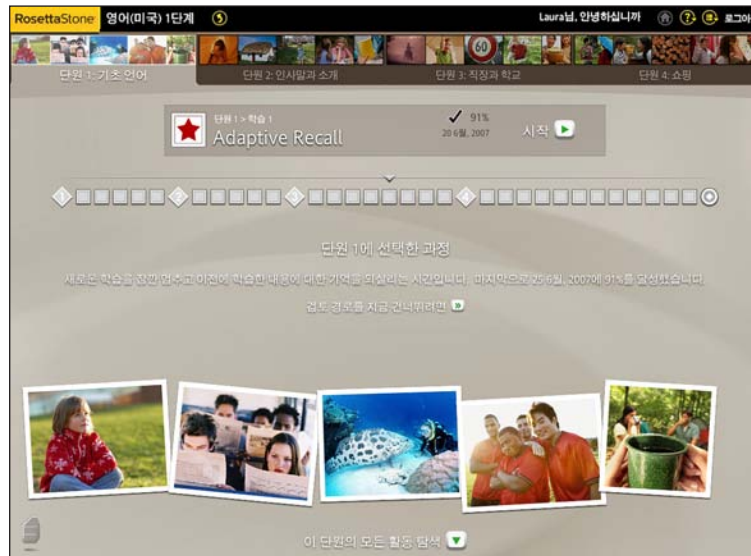 RosettaStone 영어(미국) 1단계
Laura님, 안녕하십니까
로그아
단원 1: 기초 언어
단원 2: 인사말과 소개
단원 3: 직장과 학교
단원 4: 쇼핑
60
단원 1 > 학습 1
Adaptive Recall
91%
20 6월, 2007
시작
1 2 3 4
단원 1에 선택한 과정
새로운 학습을 잠깐 멈추고 이전에 학습한 내용에 대한 기억을 되살리는 시간입니다. 마지막으로 25 6월, 2007에 91%를 달성했습니다.
검토 경로를 지금 건너뛰려면
이 단원의 모든 활동 탐색